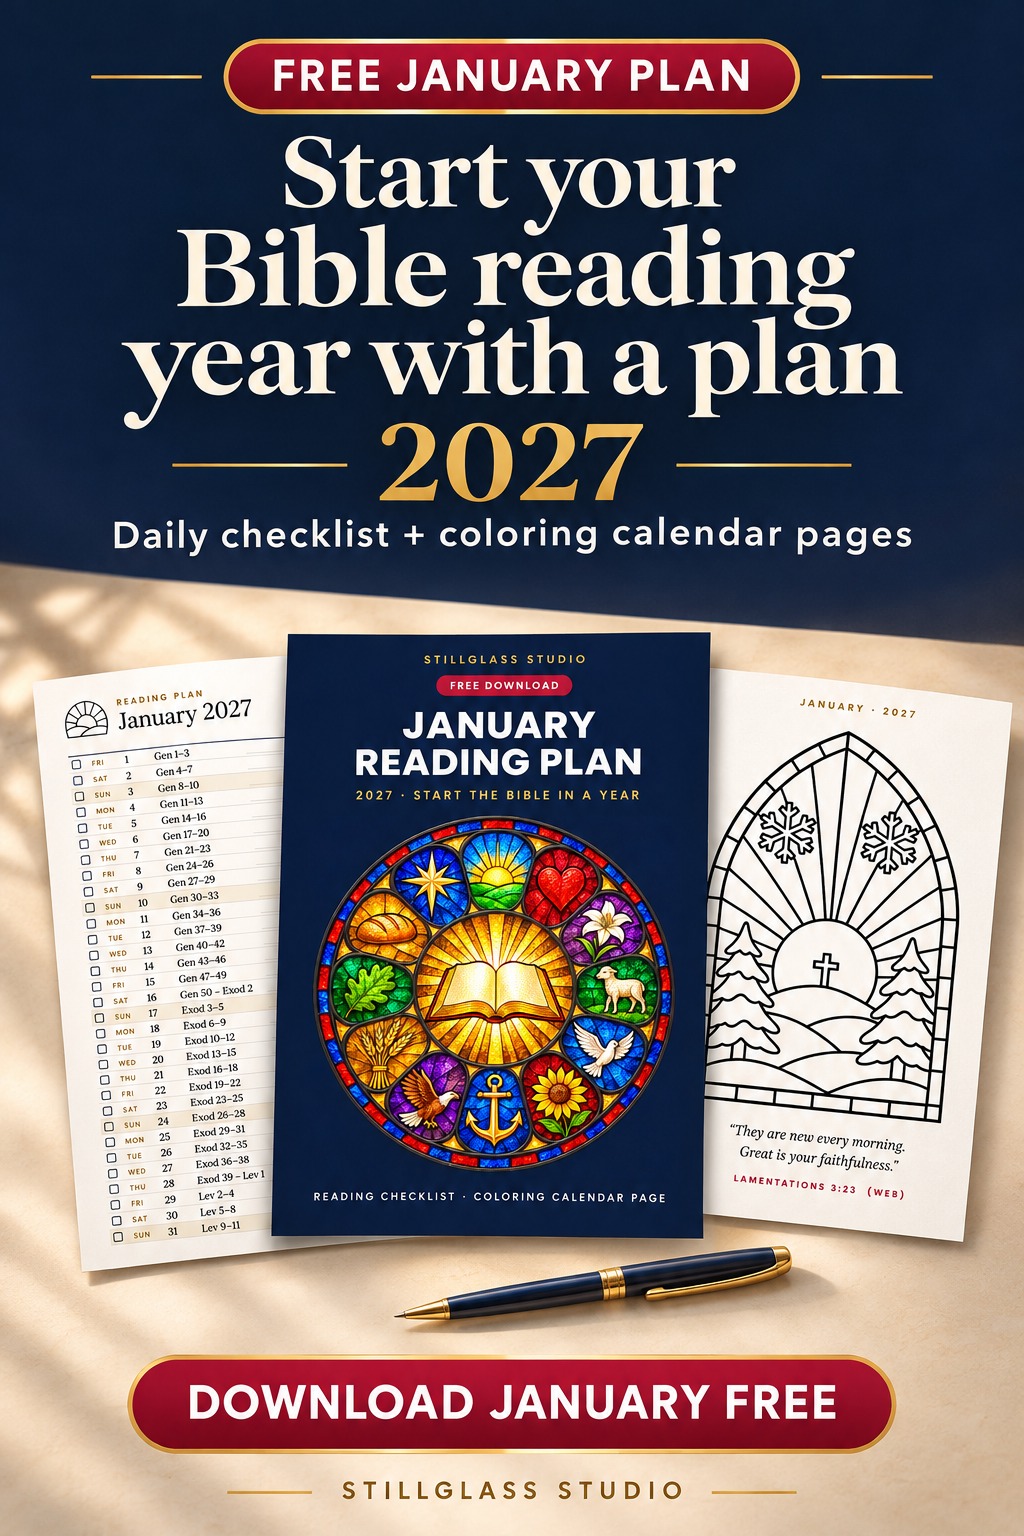 FREE JANUARY PLAN
Start your
Bible reading
year with a plan
2027
Daily checklist + coloring calendar pages
READING PLAN
January 2027
FRI 1 Gen 1–3
SAT 2 Gen 4–7
SUN 3 Gen 8–10
MON 4 Gen 11–13
TUE 5 Gen 14–16
WED 6 Gen 17–20
THU 7 Gen 21–23
FRI 8 Gen 24–26
SAT 9 Gen 27–29
SUN 10 Gen 30–33
MON 11 Gen 34–36
TUE 12 Gen 37–39
WED 13 Gen 40–42
THU 14 Gen 43–46
FRI 15 Gen 47–49
SAT 16 Gen 50 – Exod 2
SUN 17 Exod 3–5
MON 18 Exod 6–9
TUE 19 Exod 10–12
WED 20 Exod 13–15
THU 21 Exod 16–18
FRI 22 Exod 19–22
SAT 23 Exod 23–25
SUN 24 Exod 26–28
MON 25 Exod 29–31
TUE 26 Exod 32–35
WED 27 Exod 36–38
THU 28 Exod 39 – Lev 1
FRI 29 Lev 2–4
SAT 30 Lev 5–8
SUN 31 Lev 9–11
STILLGLASS STUDIO
FREE DOWNLOAD
JANUARY
READING PLAN
2027 · START THE BIBLE IN A YEAR
READING CHECKLIST · COLORING CALENDAR PAGE
JANUARY · 2027
“They are new every morning.
Great is your faithfulness.”
LAMENTATIONS 3:23 (WEB)
DOWNLOAD JANUARY FREE
STILLGLASS STUDIO